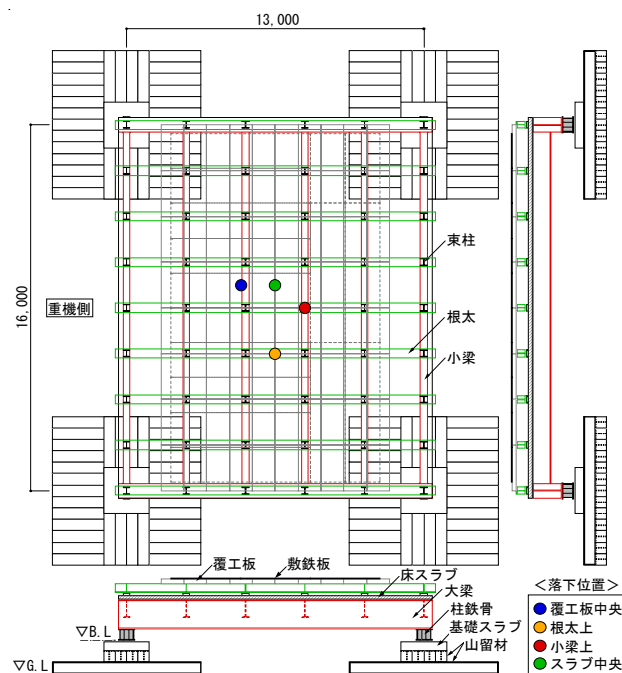 13,000
16,000
重機側
束柱
根太
小梁
覆工板
敷鉄板
床スラブ
大梁
柱鉄骨
基礎スラブ
山留材
▽B.L
▽G.L
＜落下位置＞
覆工板中央
根太上
小梁上
スラブ中央